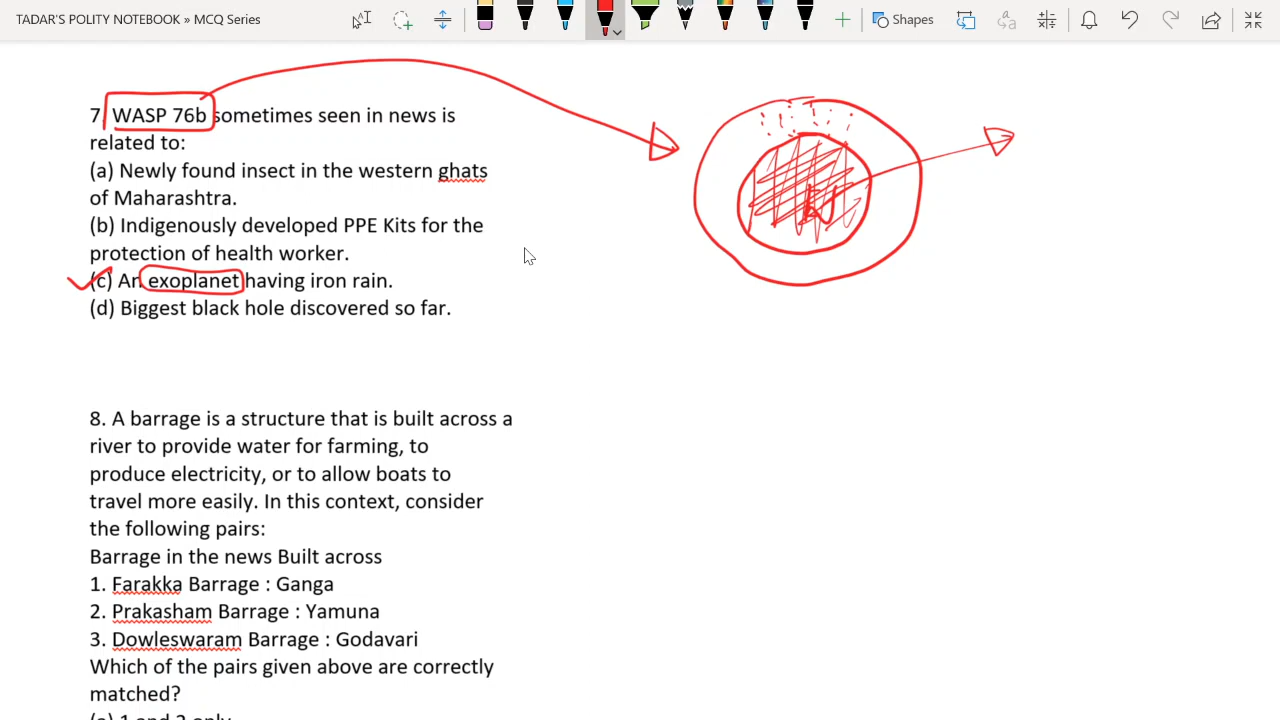 TADAR'S POLITY NOTEBOOK » MCQ Series
Shapes
7. WASP 76b sometimes seen in news is
related to:
(a) Newly found insect in the western ghats
of Maharashtra.
(b) Indigenously developed PPE Kits for the
protection of health worker.
(c) An exoplanet having iron rain.
(d) Biggest black hole discovered so far.
8. A barrage is a structure that is built across a
river to provide water for farming, to
produce electricity, or to allow boats to
travel more easily. In this context, consider
the following pairs:
Barrage in the news Built across
1. Farakka Barrage : Ganga
2. Prakasham Barrage : Yamuna
3. Dowleswaram Barrage : Godavari
Which of the pairs given above are correctly
matched?
(a) 1 and 2 only